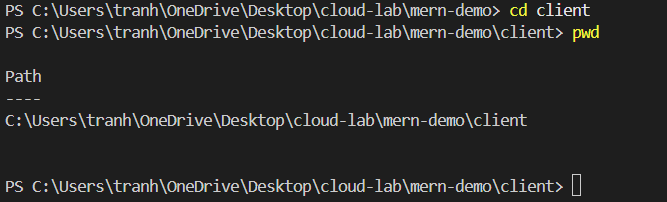 PS C:\Users\tranh\OneDrive\Desktop\cloud-lab\mern-demo> cd client
PS C:\Users\tranh\OneDrive\Desktop\cloud-lab\mern-demo\client> pwd
Path
----
C:\Users\tranh\OneDrive\Desktop\cloud-lab\mern-demo\client
PS C:\Users\tranh\OneDrive\Desktop\cloud-lab\mern-demo\client>